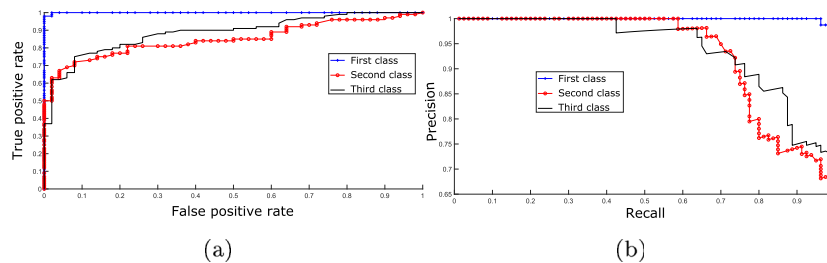 1
0.9
0.8
0.7
0.6
0.5
0.4
0.3
0.2
0.1
0
True positive rate
First class
Second class
Third class
0 0.1 0.2 0.3 0.4 0.5 0.6 0.7 0.8 0.9 1
False positive rate
(a)
1
0.95
0.9
0.85
0.8
0.75
0.7
0.65
Precision
First class
Second class
Third class
0 0.1 0.2 0.3 0.4 0.5 0.6 0.7 0.8 0.9
Recall
(b)